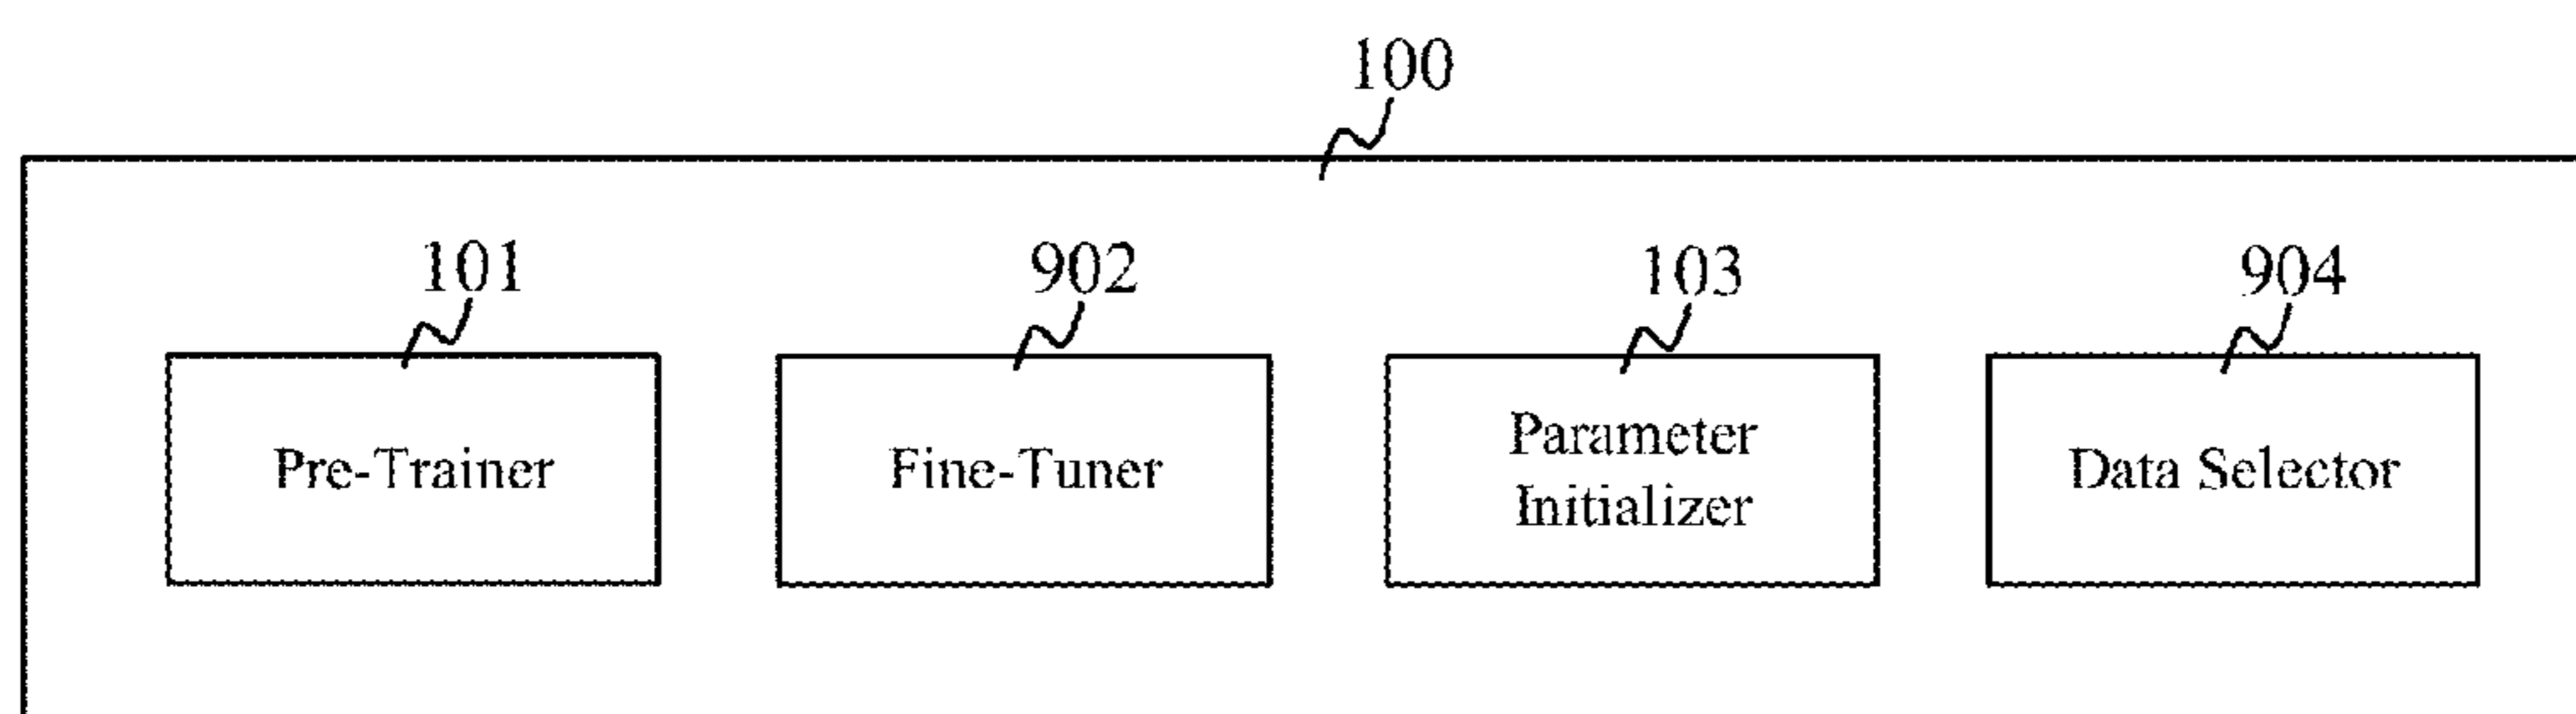 100
101
902
103
904
Pre-Trainer
Fine-Tuner
Parameter
Initializer
Data Selector